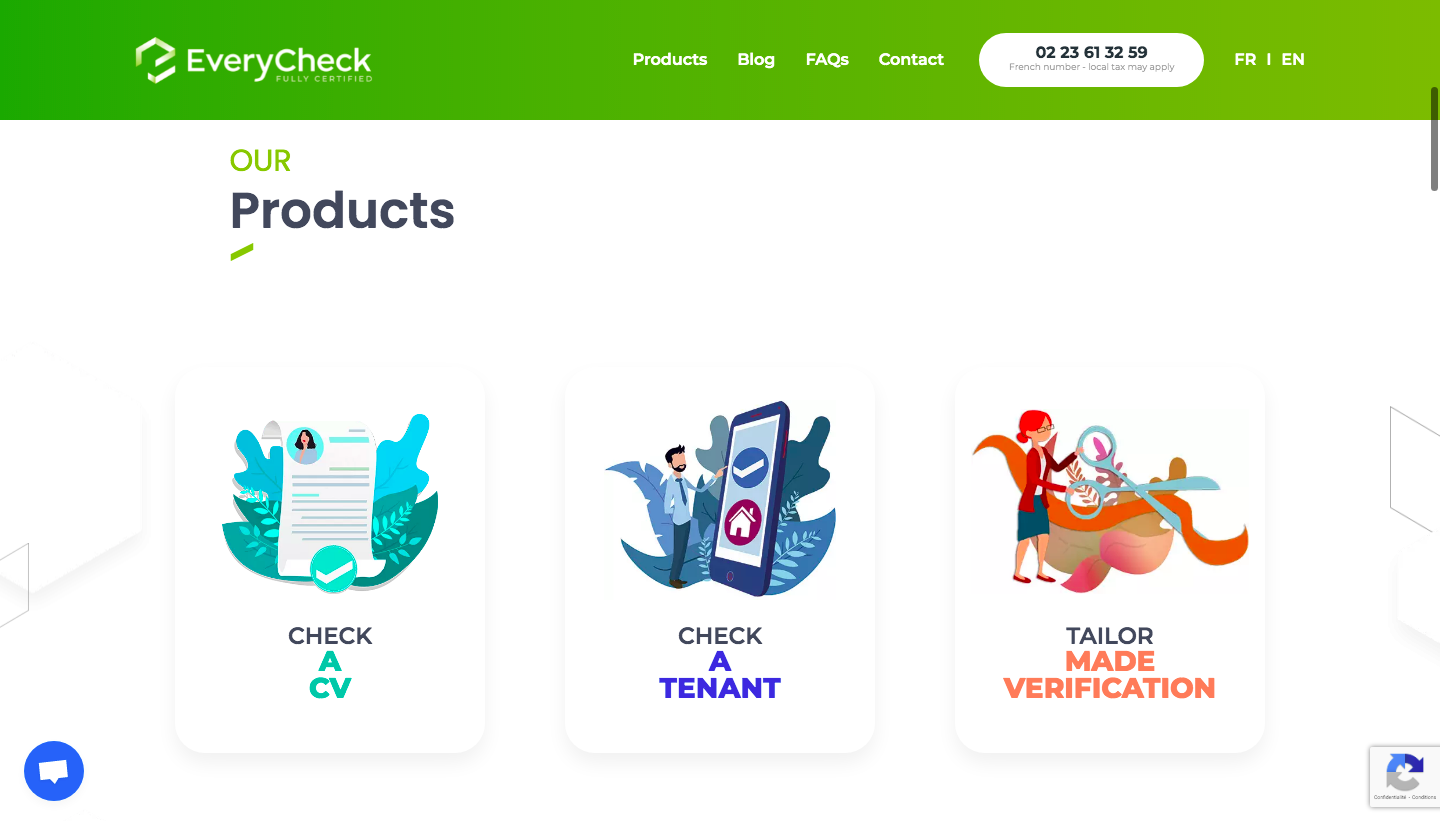 EveryCheck
FULLY CERTIFIED
Products
Blog
FAQs
Contact
02 23 61 32 59
French number - local tax may apply
FR I EN
OUR
Products
CHECK
A
CV
CHECK
A
TENANT
TAILOR
MADE
VERIFICATION
Confidentialité - Conditions